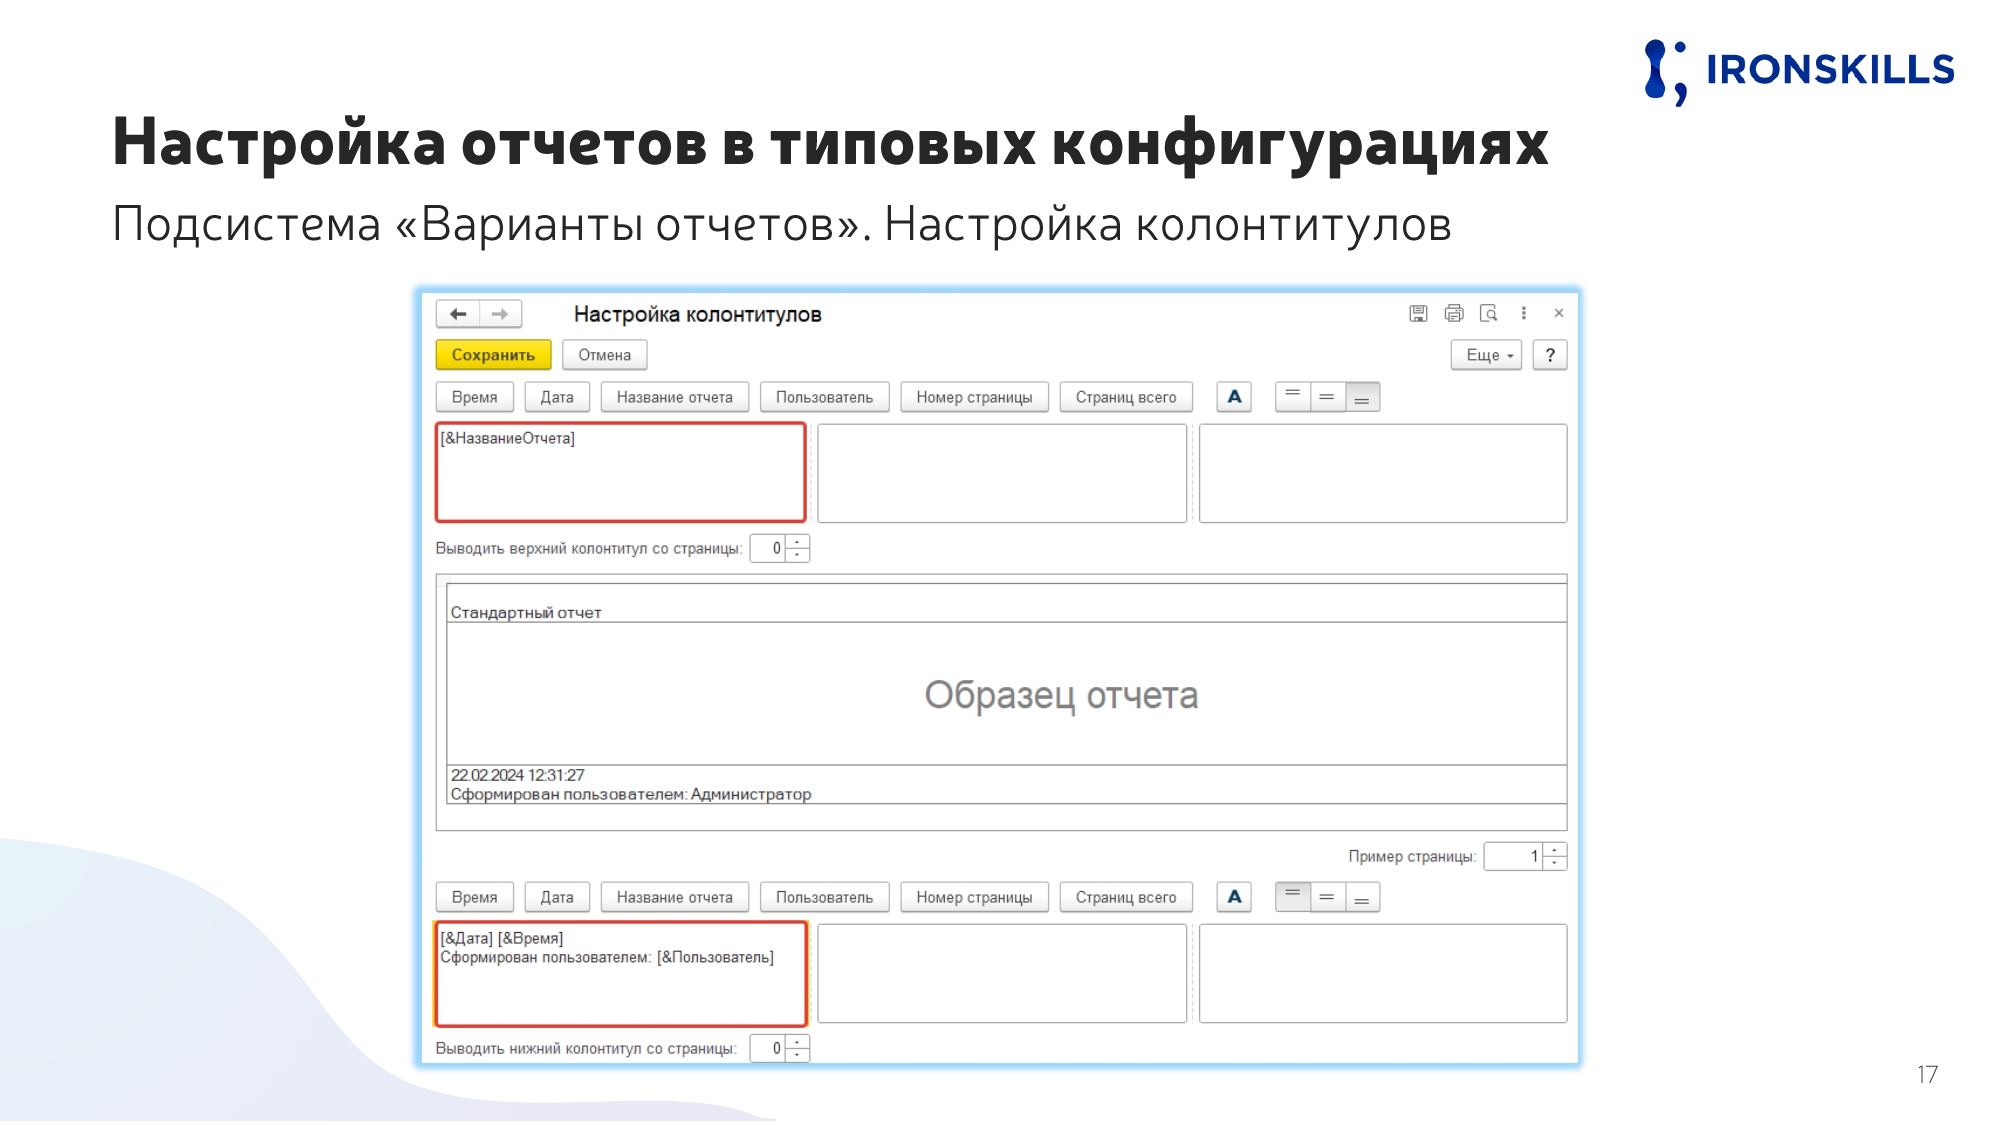 IRONSKILLS
Настройка отчетов в типовых конфигурациях
Подсистема «Варианты отчетов». Настройка колонтитулов
Настройка колонтитулов
Сохранить Отмена Еще ?
Время Дата Название отчета Пользователь Номер страницы Страниц всего A
[&НазваниеОтчета]
Выводить верхний колонтитул со страницы: 0
Стандартный отчет
Образец отчета
22.02.2024 12:31:27
Сформирован пользователем: Администратор
Пример страницы: 1
Время Дата Название отчета Пользователь Номер страницы Страниц всего A
[&Дата] [&Время]
Сформирован пользователем: [&Пользователь]
Выводить нижний колонтитул со страницы: 0
17